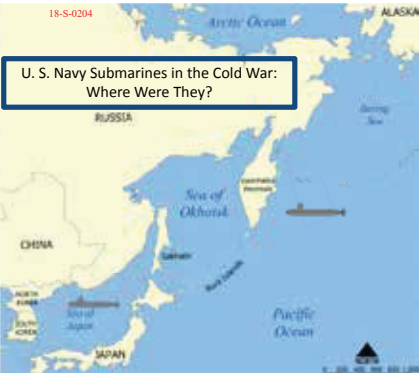 18-S-0204
Arctic Ocean
ALASKA
U. S. Navy Submarines in the Cold War:
Where Were They?
RUSSIA
Bering
Sea
Sea of
Okhotsk
Kamchatka
Peninsula
CHINA
Sakhalin
Kuril Islands
NORTH
KOREA
Sea of
Japan
SOUTH
KOREA
Pacific
Ocean
JAPAN